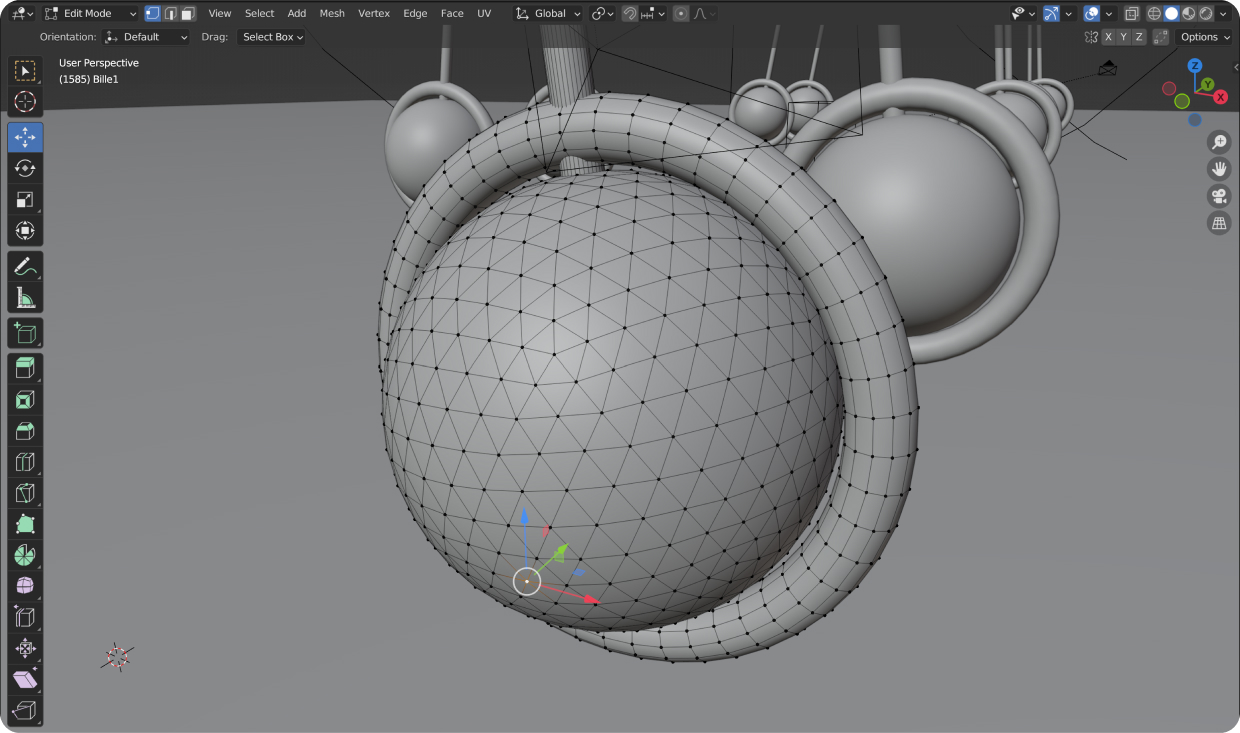 Edit Mode View Select Add Mesh Vertex Edge Face UV Global
Orientation: Default Drag: Select Box X Y Z Options
User Perspective
(1585) Bille1
Z
Y
X